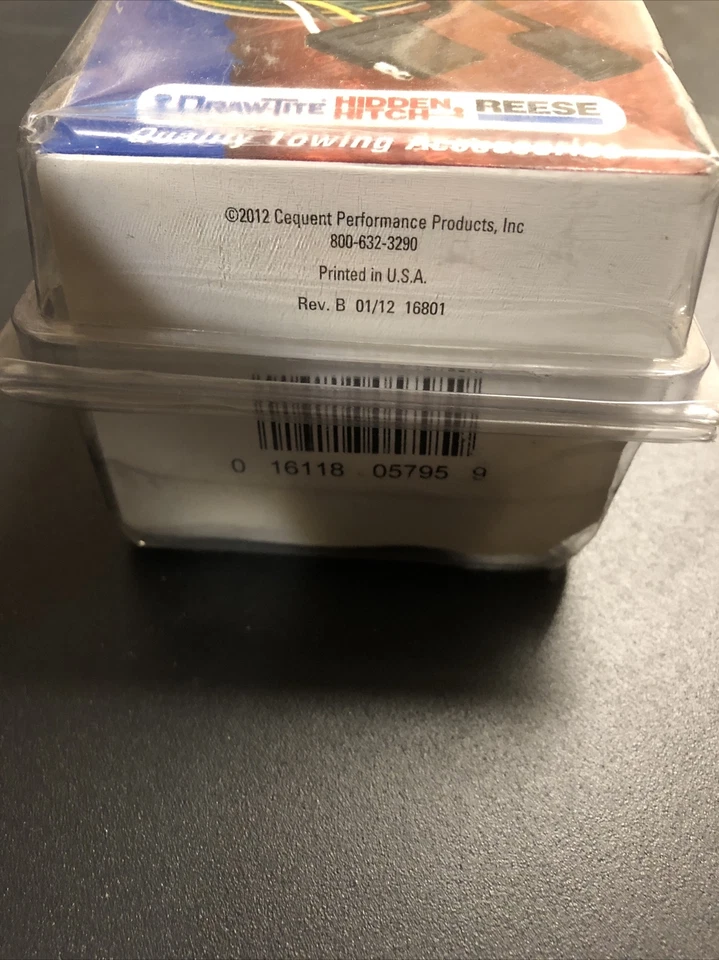 DRAW-TITE HIDDEN HITCH REESE
Quality Towing Accessories
©2012 Cequent Performance Products, Inc
800-632-3290
Printed in U.S.A.
Rev. B 01/12 16801
0 16118 05795 9